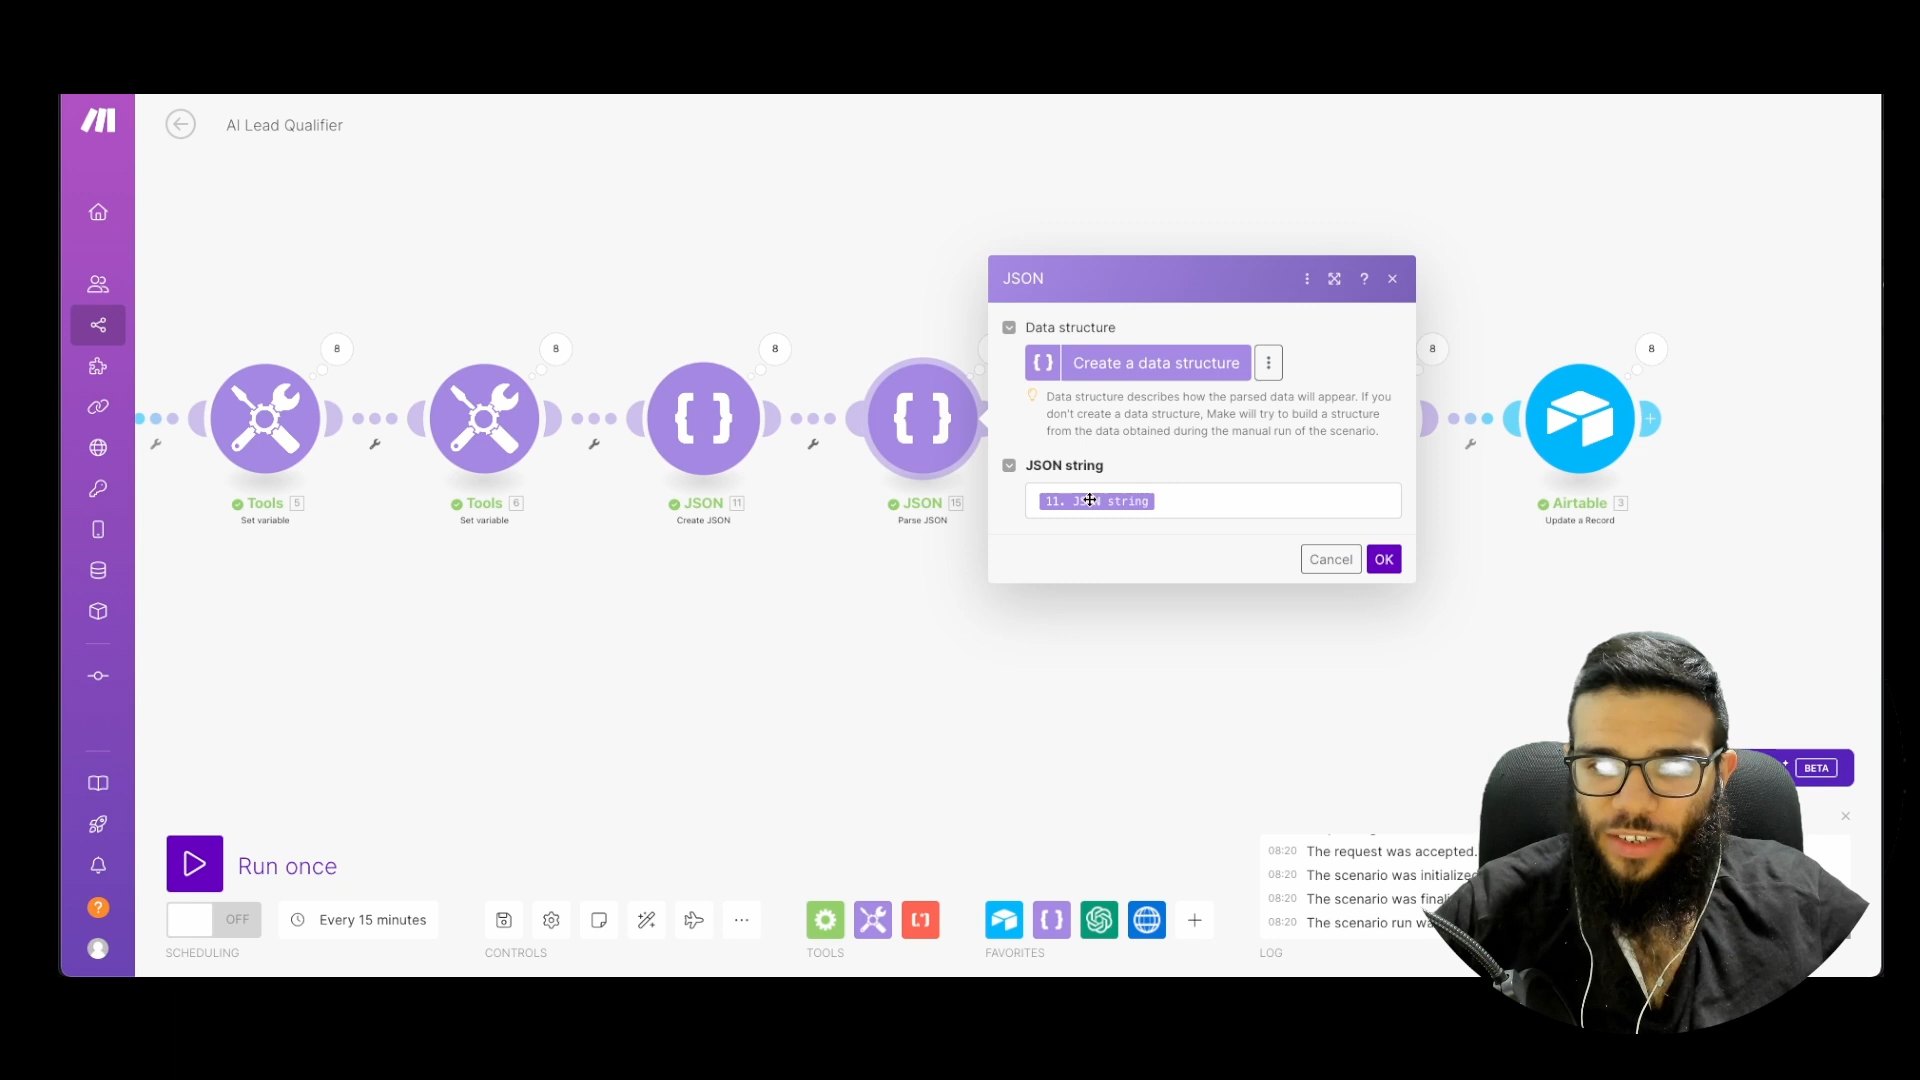 AI Lead Qualifier
8
8
8
8
8
JSON
Data structure
{ } Create a data structure
Data structure describes how the parsed data will appear. If you
don't create a data structure, Make will try to build a structure
from the data obtained during the manual run of the scenario.
JSON string
11. JSON string
Cancel
OK
Tools 5
Set variable
Tools 6
Set variable
JSON 11
Create JSON
JSON 15
Parse JSON
Airtable 3
Update a Record
BETA
Run once
OFF
Every 15 minutes
SCHEDULING
CONTROLS
TOOLS
FAVORITES
LOG
08:20 The request was accepted.
08:20 The scenario was initialized
08:20 The scenario was
08:20 The scenario run